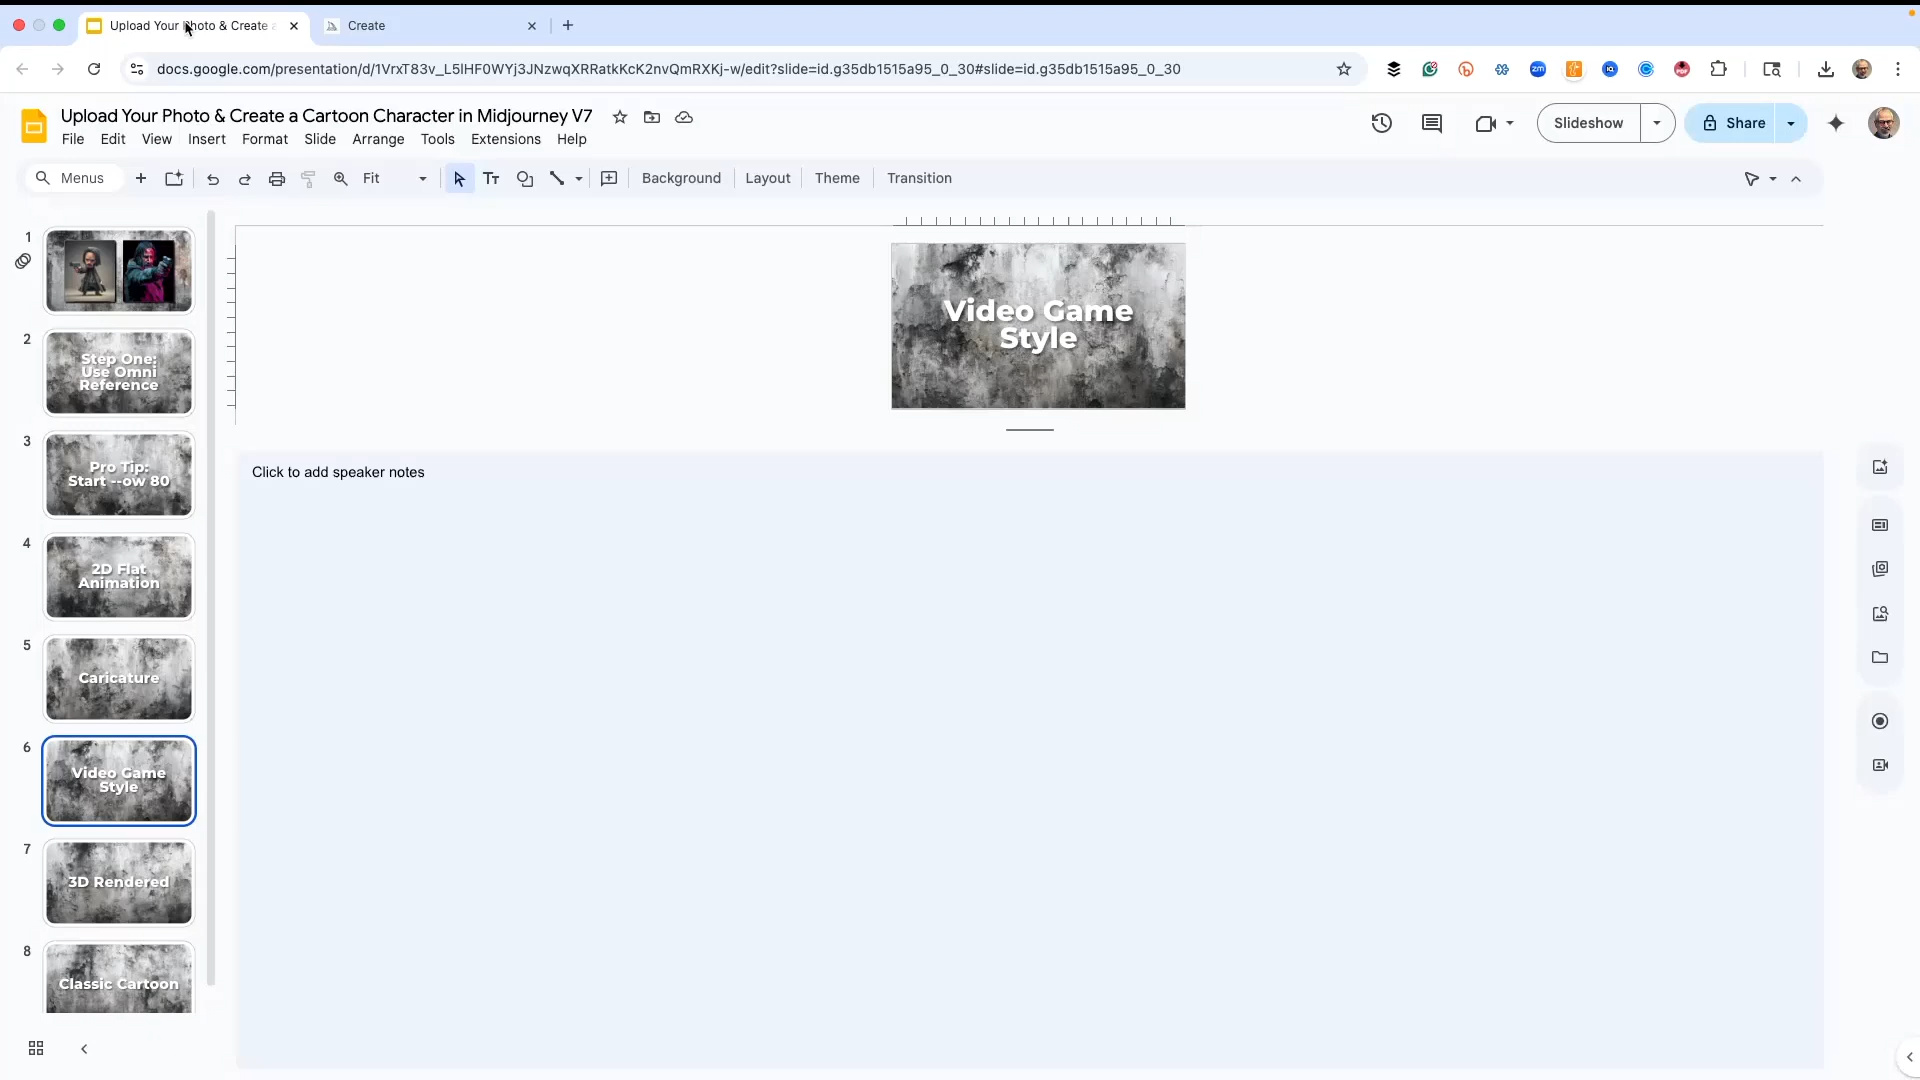 Upload Your Photo & Create a
Create
docs.google.com/presentation/d/1VrxT83v_L5lHF0WYj3JNzwqXRRatkKcK2nvQmRXKj-w/edit?slide=id.g35db1515a95_0_30#slide=id.g35db1515a95_0_30
Upload Your Photo & Create a Cartoon Character in Midjourney V7
File Edit View Insert Format Slide Arrange Tools Extensions Help
Slideshow
Share
Menus
Fit
Background Layout Theme Transition
1
2
Step One:
Use Omni
Reference
3
Pro Tip:
Start --ow 80
4
2D Flat
Animation
5
Caricature
6
Video Game
Style
7
3D Rendered
8
Classic Cartoon
Video Game
Style
Click to add speaker notes